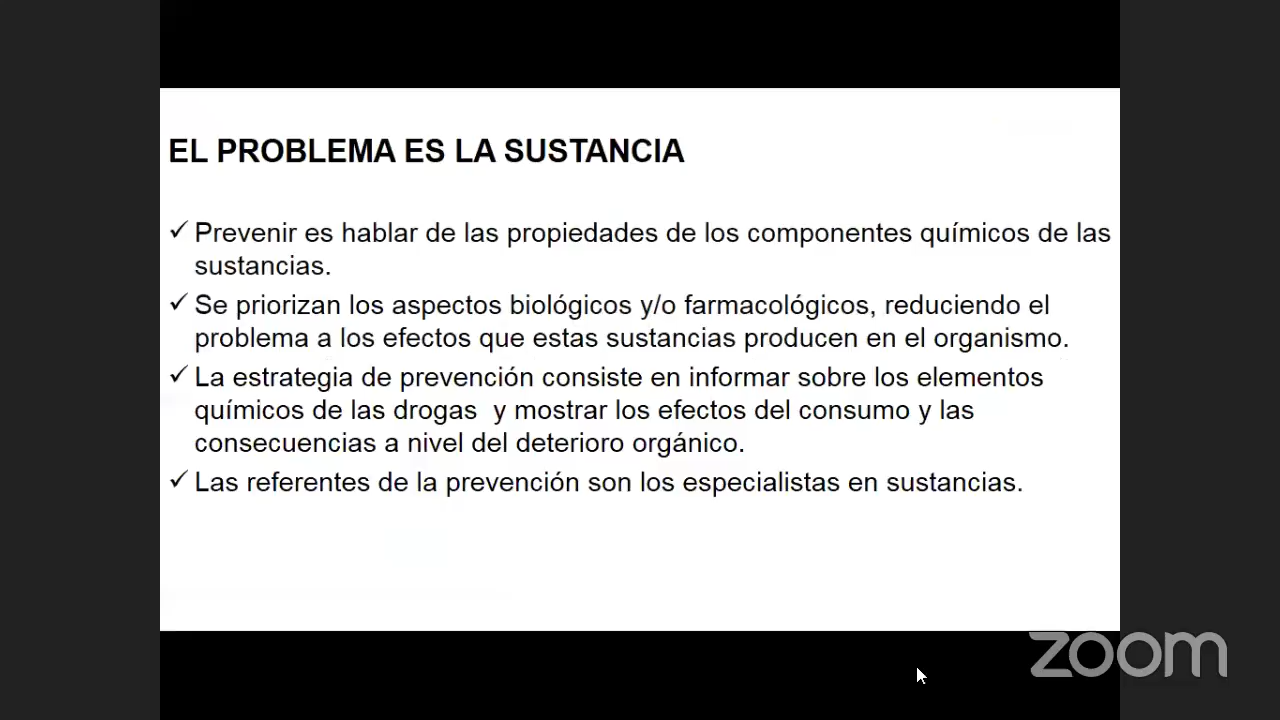 EL PROBLEMA ES LA SUSTANCIA
✓ Prevenir es hablar de las propiedades de los componentes químicos de las
sustancias.
✓ Se priorizan los aspectos biológicos y/o farmacológicos, reduciendo el
problema a los efectos que estas sustancias producen en el organismo.
✓ La estrategia de prevención consiste en informar sobre los elementos
químicos de las drogas  y mostrar los efectos del consumo y las
consecuencias a nivel del deterioro orgánico.
✓ Las referentes de la prevención son los especialistas en sustancias.
zoom